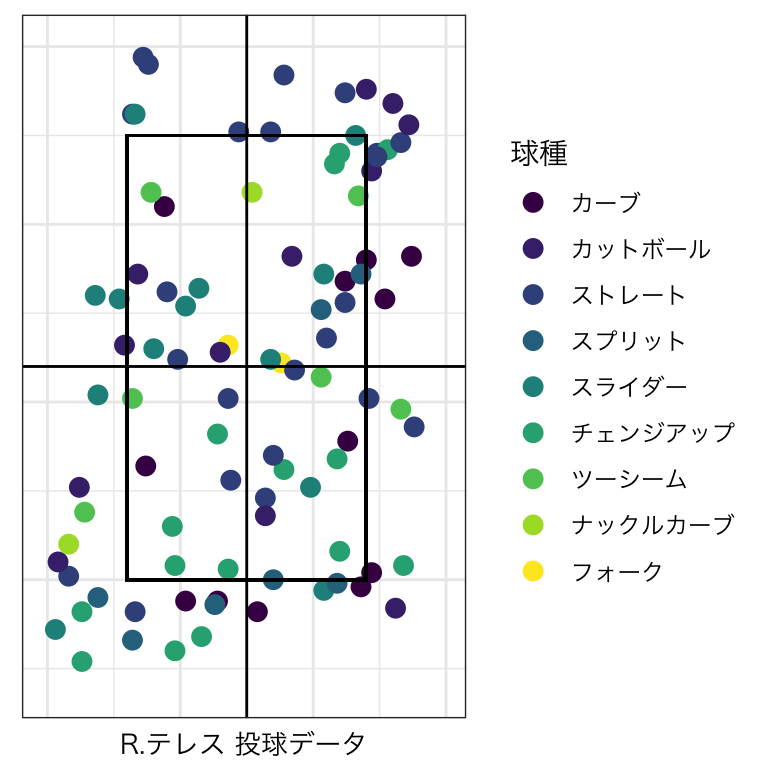 球種
カーブ
カットボール
ストレート
スプリット
スライダー
チェンジアップ
ツーシーム
ナックルカーブ
フォーク
R.テレス 投球データ